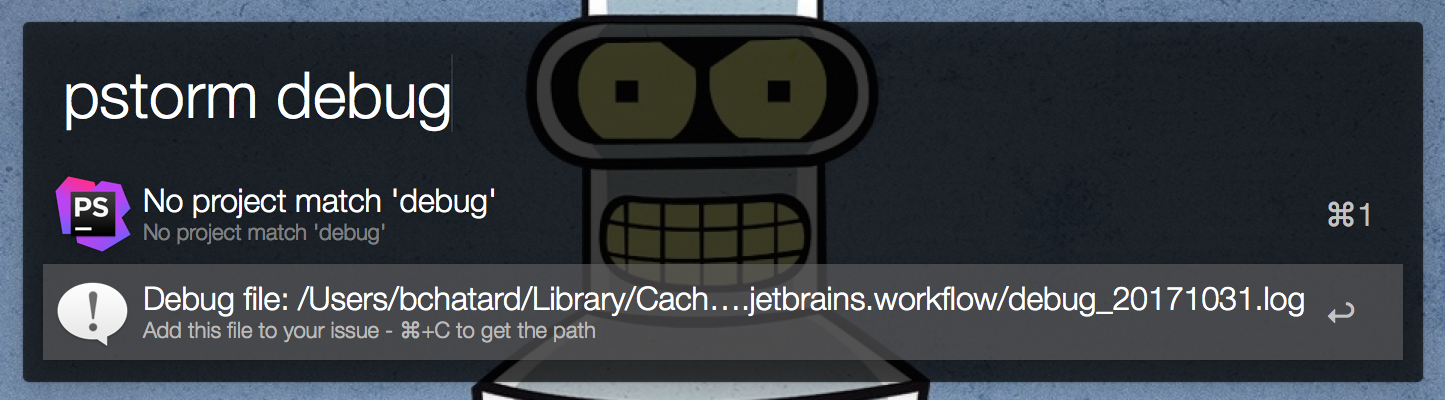 pstorm debug
PS
No project match 'debug'
No project match 'debug'
⌘1
Debug file: /Users/bchatard/Library/Cach....jetbrains.workflow/debug_20171031.log
Add this file to your issue - ⌘+C to get the path